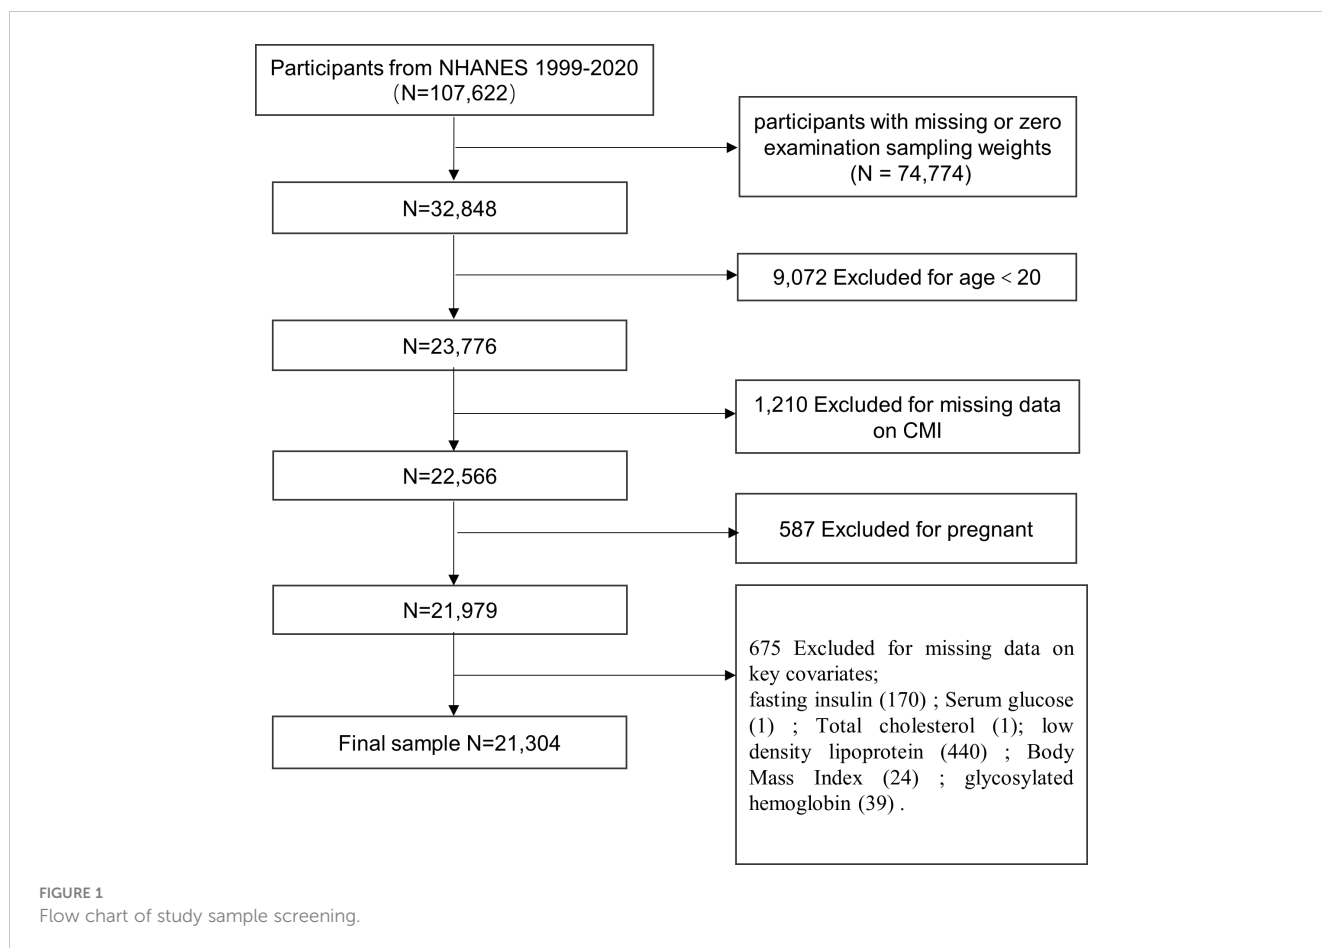 Participants from NHANES 1999-2020
(N=107,622)
participants with missing or zero
examination sampling weights
(N = 74,774)
N=32,848
9,072 Excluded for age < 20
N=23,776
1,210 Excluded for missing data
on CMI
N=22,566
587 Excluded for pregnant
N=21,979
675 Excluded for missing data on
key covariates;
fasting insulin (170) ; Serum glucose
(1) ; Total cholesterol (1); low
density lipoprotein (440) ; Body
Mass Index (24) ; glycosylated
hemoglobin (39) .
Final sample N=21,304
FIGURE 1
Flow chart of study sample screening.